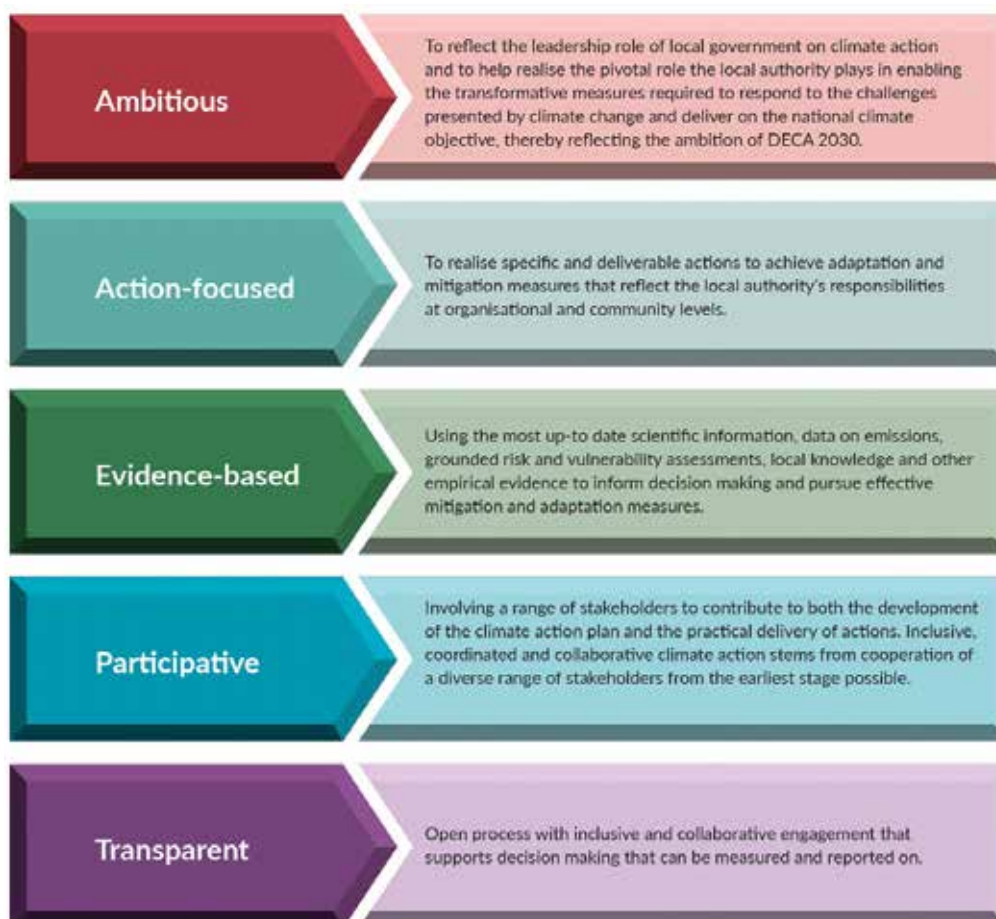 Ambitious
To reflect the leadership role of local government on climate action
and to help realise the pivotal role the local authority plays in enabling
the transformative measures required to respond to the challenges
presented by climate change and deliver on the national climate
objective, thereby reflecting the ambition of DECA 2030.
Action-focused
To realise specific and deliverable actions to achieve adaptation and
mitigation measures that reflect the local authority's responsibilities
at organisational and community levels.
Evidence-based
Using the most up-to date scientific information, data on emissions,
grounded risk and vulnerability assessments, local knowledge and other
empirical evidence to inform decision making and pursue effective
mitigation and adaptation measures.
Participative
Involving a range of stakeholders to contribute to both the development
of the climate action plan and the practical delivery of actions. Inclusive,
coordinated and collaborative climate action stems from cooperation of
a diverse range of stakeholders from the earliest stage possible.
Transparent
Open process with inclusive and collaborative engagement that
supports decision making that can be measured and reported on.